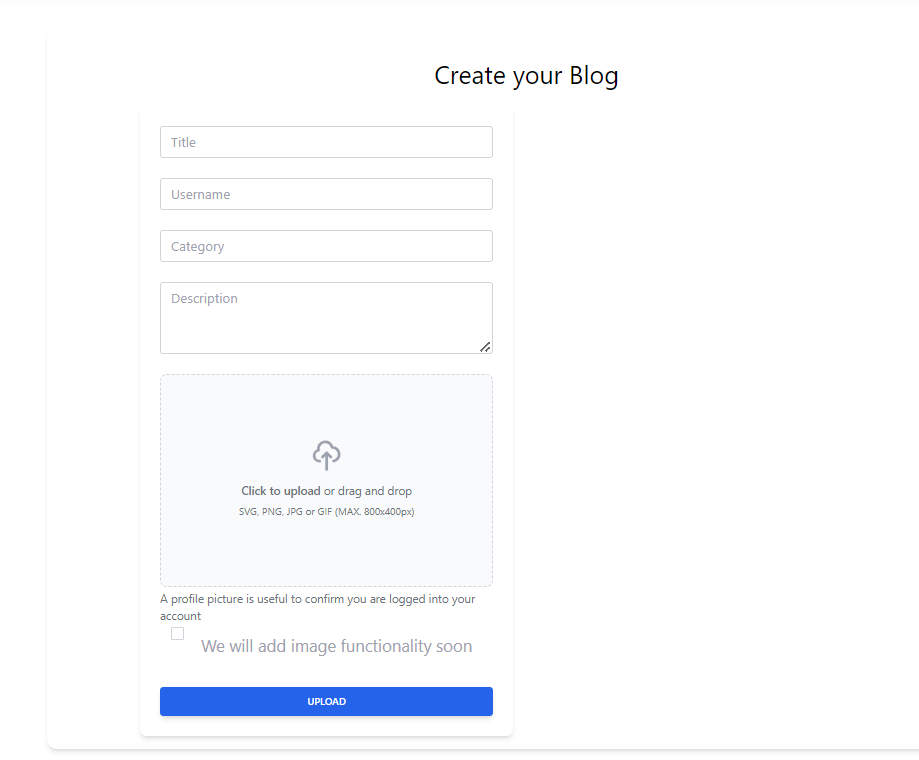 Create your Blog
Title
Username
Category
Description
Click to upload or drag and drop
SVG, PNG, JPG or GIF (MAX. 800x400px)
A profile picture is useful to confirm you are logged into your
account
We will add image functionality soon
UPLOAD